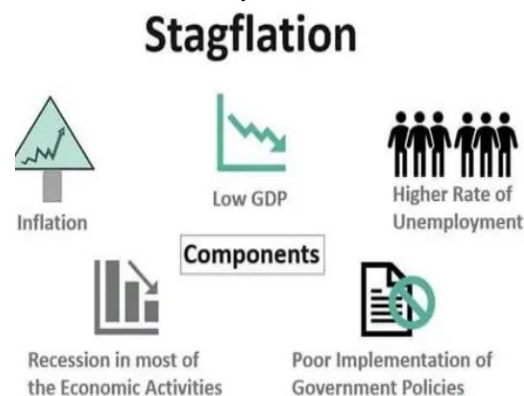 Stagflation
Inflation
Low GDP
Higher Rate of
Unemployment
Components
Recession in most of
the Economic Activities
Poor Implementation of
Government Policies